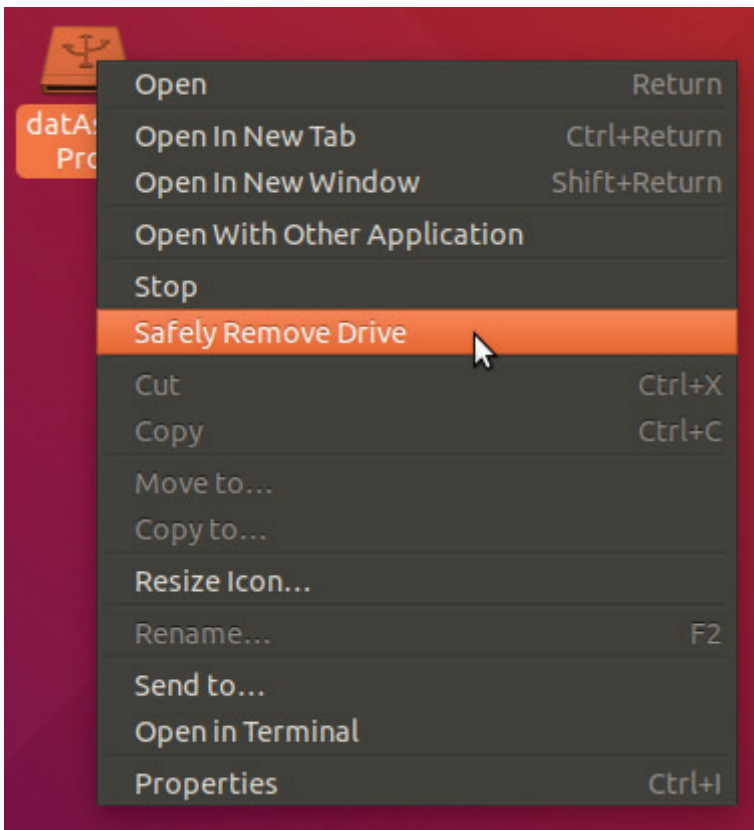 datAs
Pro
Open Return
Open In New Tab Ctrl+Return
Open In New Window Shift+Return
Open With Other Application
Stop
Safely Remove Drive
Cut Ctrl+X
Copy Ctrl+C
Move to...
Copy to...
Resize Icon...
Rename... F2
Send to...
Open in Terminal
Properties Ctrl+I